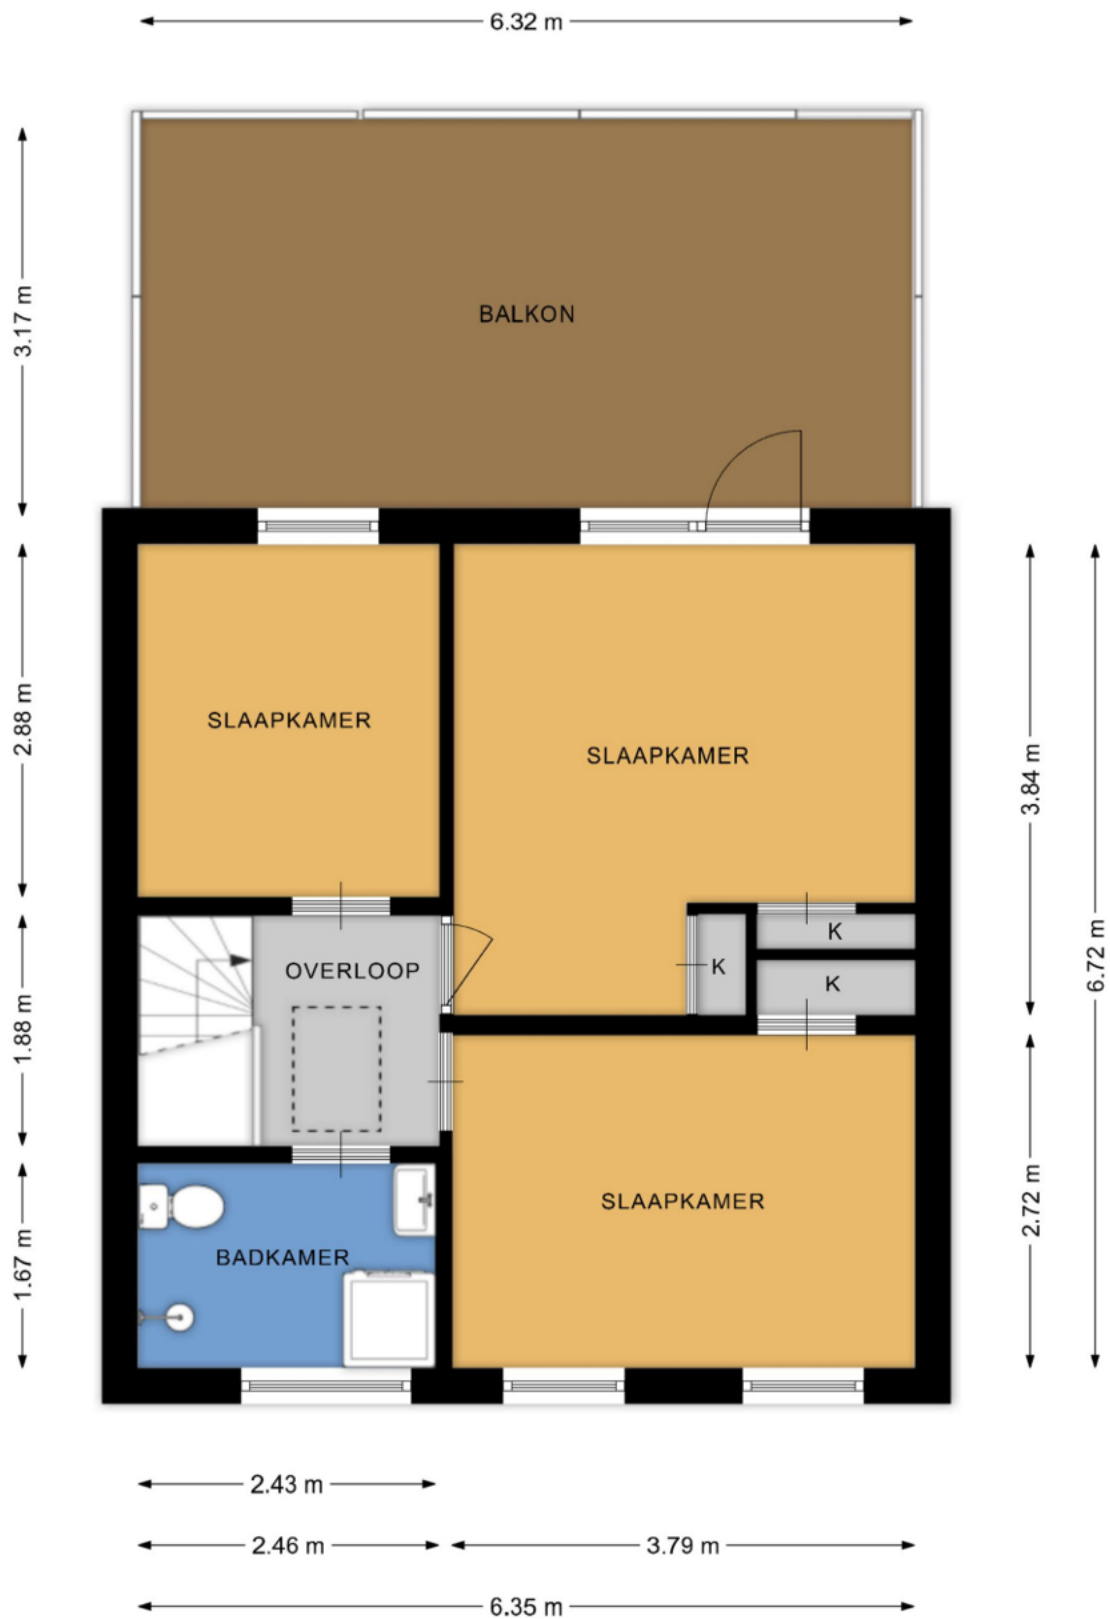 6.32 m
3.17 m
BALKON
2.88 m
SLAAPKAMER
SLAAPKAMER
3.84 m
6.72 m
K
K
K
OVERLOOP
1.88 m
2.72 m
SLAAPKAMER
1.67 m
BADKAMER
2.43 m
2.46 m
3.79 m
6.35 m